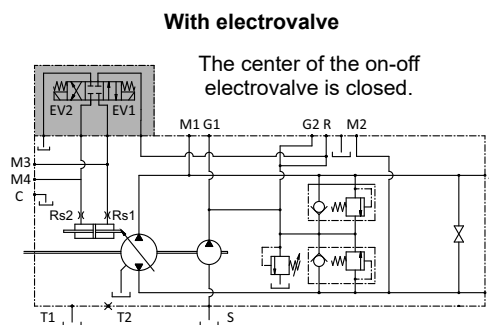 With electrovalve
The center of the on-off
electrovalve is closed.
EV2 EV1
M1 G1 G2 R M2
M3
M4
C
Rs2 Rs1
T1 T2 S